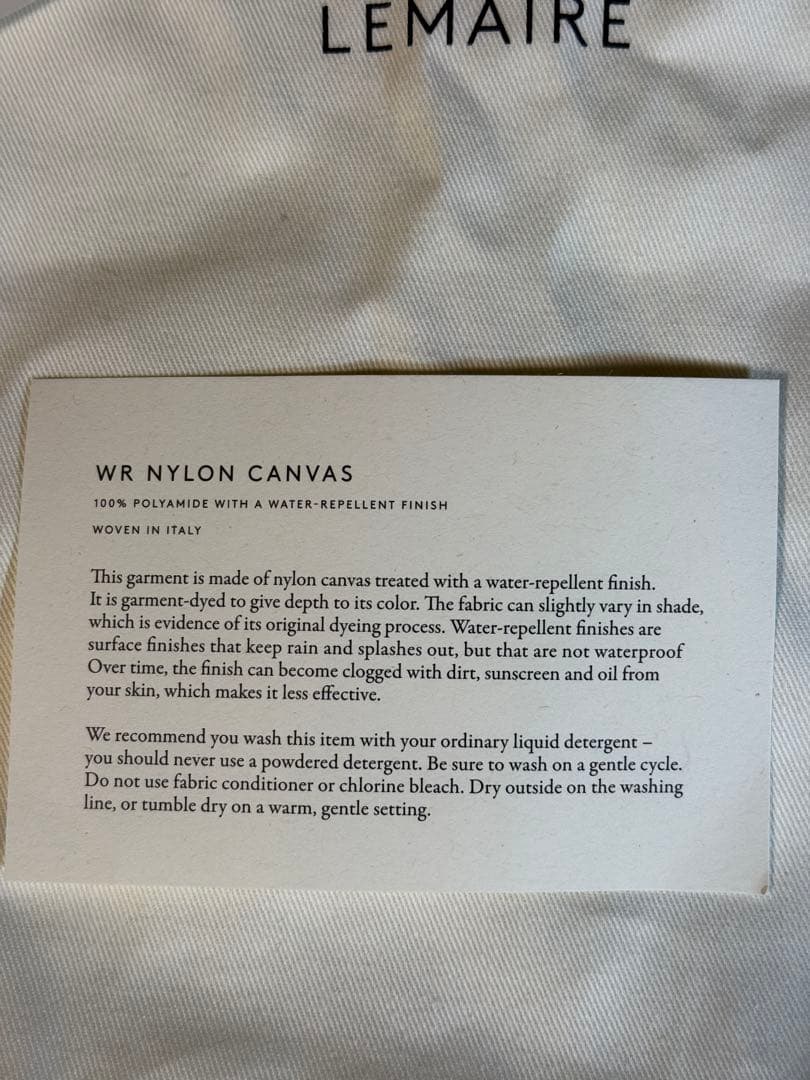 LEMAIRE
WR NYLON CANVAS
100% POLYAMIDE WITH A WATER-REPELLENT FINISH
WOVEN IN ITALY
This garment is made of nylon canvas treated with a water-repellent finish.
It is garment-dyed to give depth to its color. The fabric can slightly vary in shade,
which is evidence of its original dyeing process. Water-repellent finishes are
surface finishes that keep rain and splashes out, but that are not waterproof
Over time, the finish can become clogged with dirt, sunscreen and oil from
your skin, which makes it less effective.
We recommend you wash this item with your ordinary liquid detergent –
you should never use a powdered detergent. Be sure to wash on a gentle cycle.
Do not use fabric conditioner or chlorine bleach. Dry outside on the washing
line, or tumble dry on a warm, gentle setting.